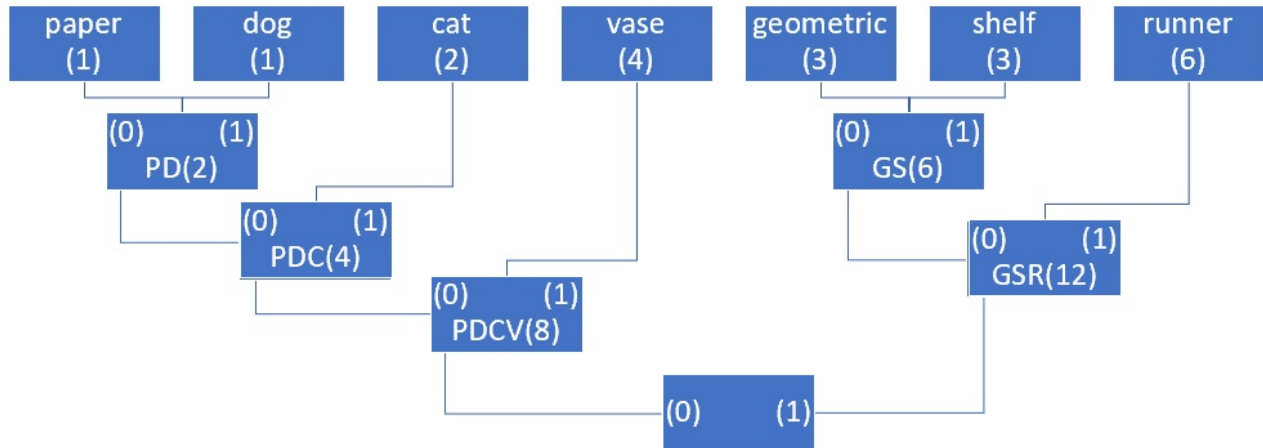 paper
(1)
dog
(1)
cat
(2)
vase
(4)
geometric
(3)
shelf
(3)
runner
(6)
(0) (1)
PD(2)
(0) (1)
GS(6)
(0) (1)
PDC(4)
(0) (1)
GSR(12)
(0) (1)
PDCV(8)
(0) (1)